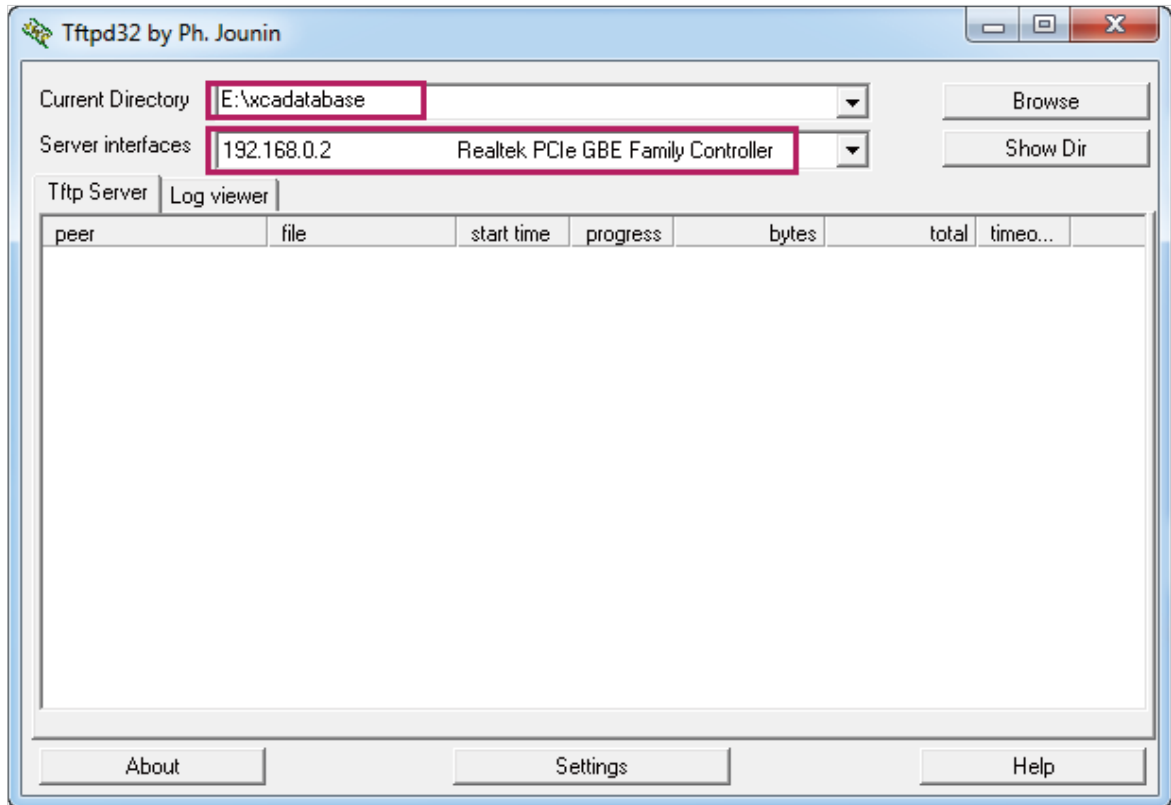 Tftpd32 by Ph. Jounin
Current Directory E:\xcadatabase Browse
Server interfaces 192.168.0.2 Realtek PCIe GBE Family Controller Show Dir
Tftp Server Log viewer
peer file start time progress bytes total timeo...
About Settings Help